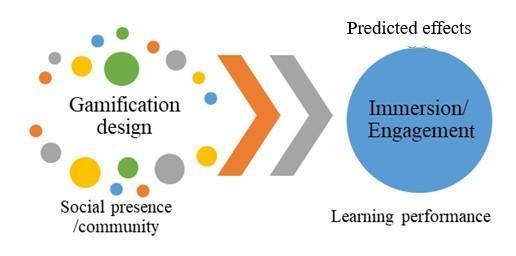 Predicted effects
Gamification
design
Immersion/
Engagement
Social presence
/community
Learning performance